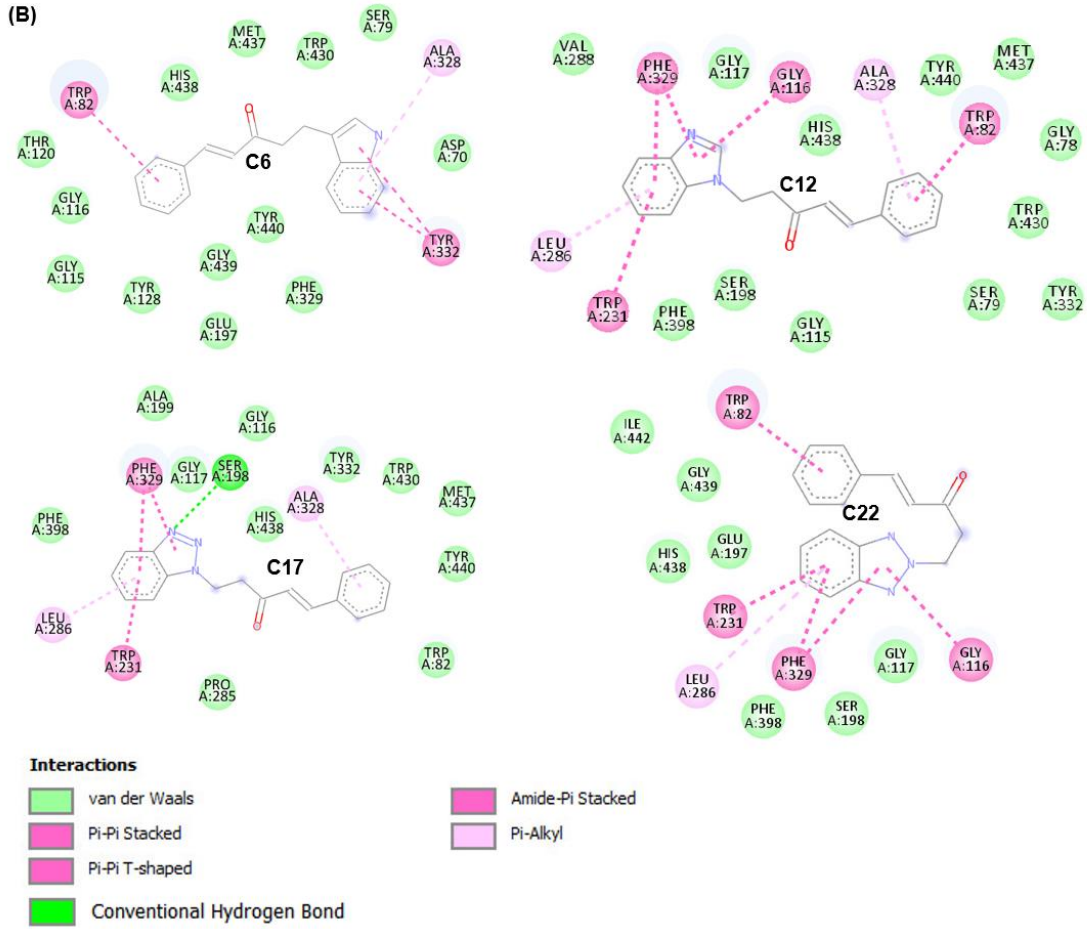 (B)
MET
A:437
TRP
A:430
SER
A:79
ALA
A:328
HIS
A:438
TRP
A:82
O
N
C6
THR
A:120
ASP
A:70
GLY
A:116
TYR
A:440
TYR
A:332
GLY
A:115
GLY
A:439
TYR
A:128
PHE
A:329
GLU
A:197
VAL
A:288
PHE
A:329
GLY
A:117
GLY
A:116
ALA
A:328
TYR
A:440
MET
A:437
TRP
A:82
HIS
A:438
GLY
A:78
N
N
C12
O
TRP
A:430
LEU
A:286
TRP
A:231
PHE
A:398
SER
A:198
GLY
A:115
SER
A:79
TYR
A:332
ALA
A:199
GLY
A:116
PHE
A:329
GLY
A:117
SER
A:198
TYR
A:332
TRP
A:430
ALA
A:328
MET
A:437
PHE
A:398
HIS
A:438
N
N
N
C17
O
TYR
A:440
LEU
A:286
TRP
A:231
PRO
A:285
TRP
A:82
TRP
A:82
ILE
A:442
GLY
A:439
O
C22
HIS
A:438
GLU
A:197
N
N
N
TRP
A:231
LEU
A:286
PHE
A:329
GLY
A:117
GLY
A:116
PHE
A:398
SER
A:198
Interactions
van der Waals
Pi-Pi Stacked
Pi-Pi T-shaped
Conventional Hydrogen Bond
Amide-Pi Stacked
Pi-Alkyl